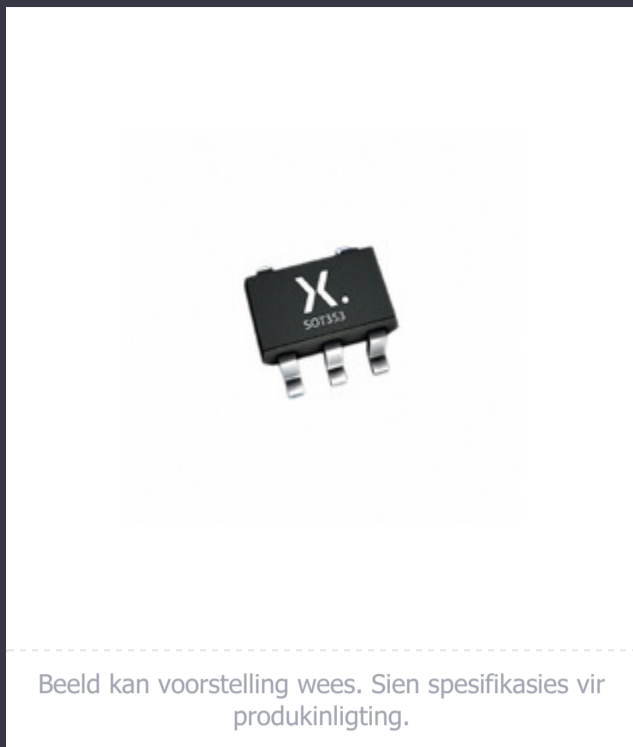 X.
SOT353
Beeld kan voorstelling wees. Sien spesifikasies vir
produkinligting.